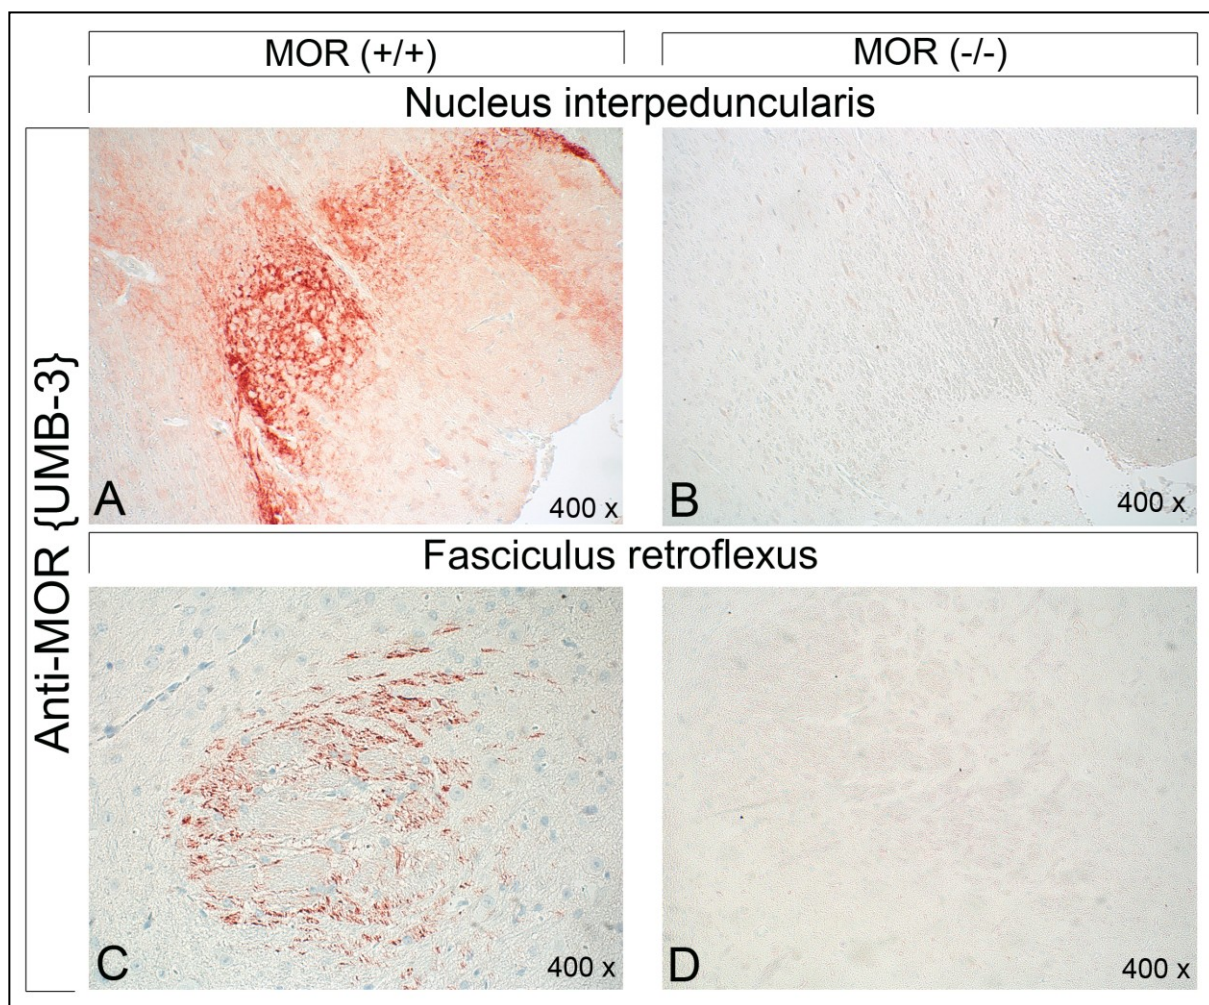 MOR (+/+)
MOR (-/-)
Nucleus interpeduncularis
Anti-MOR {UMB-3}
A
400 x
B
400 x
Fasciculus retroflexus
C
400 x
D
400 x